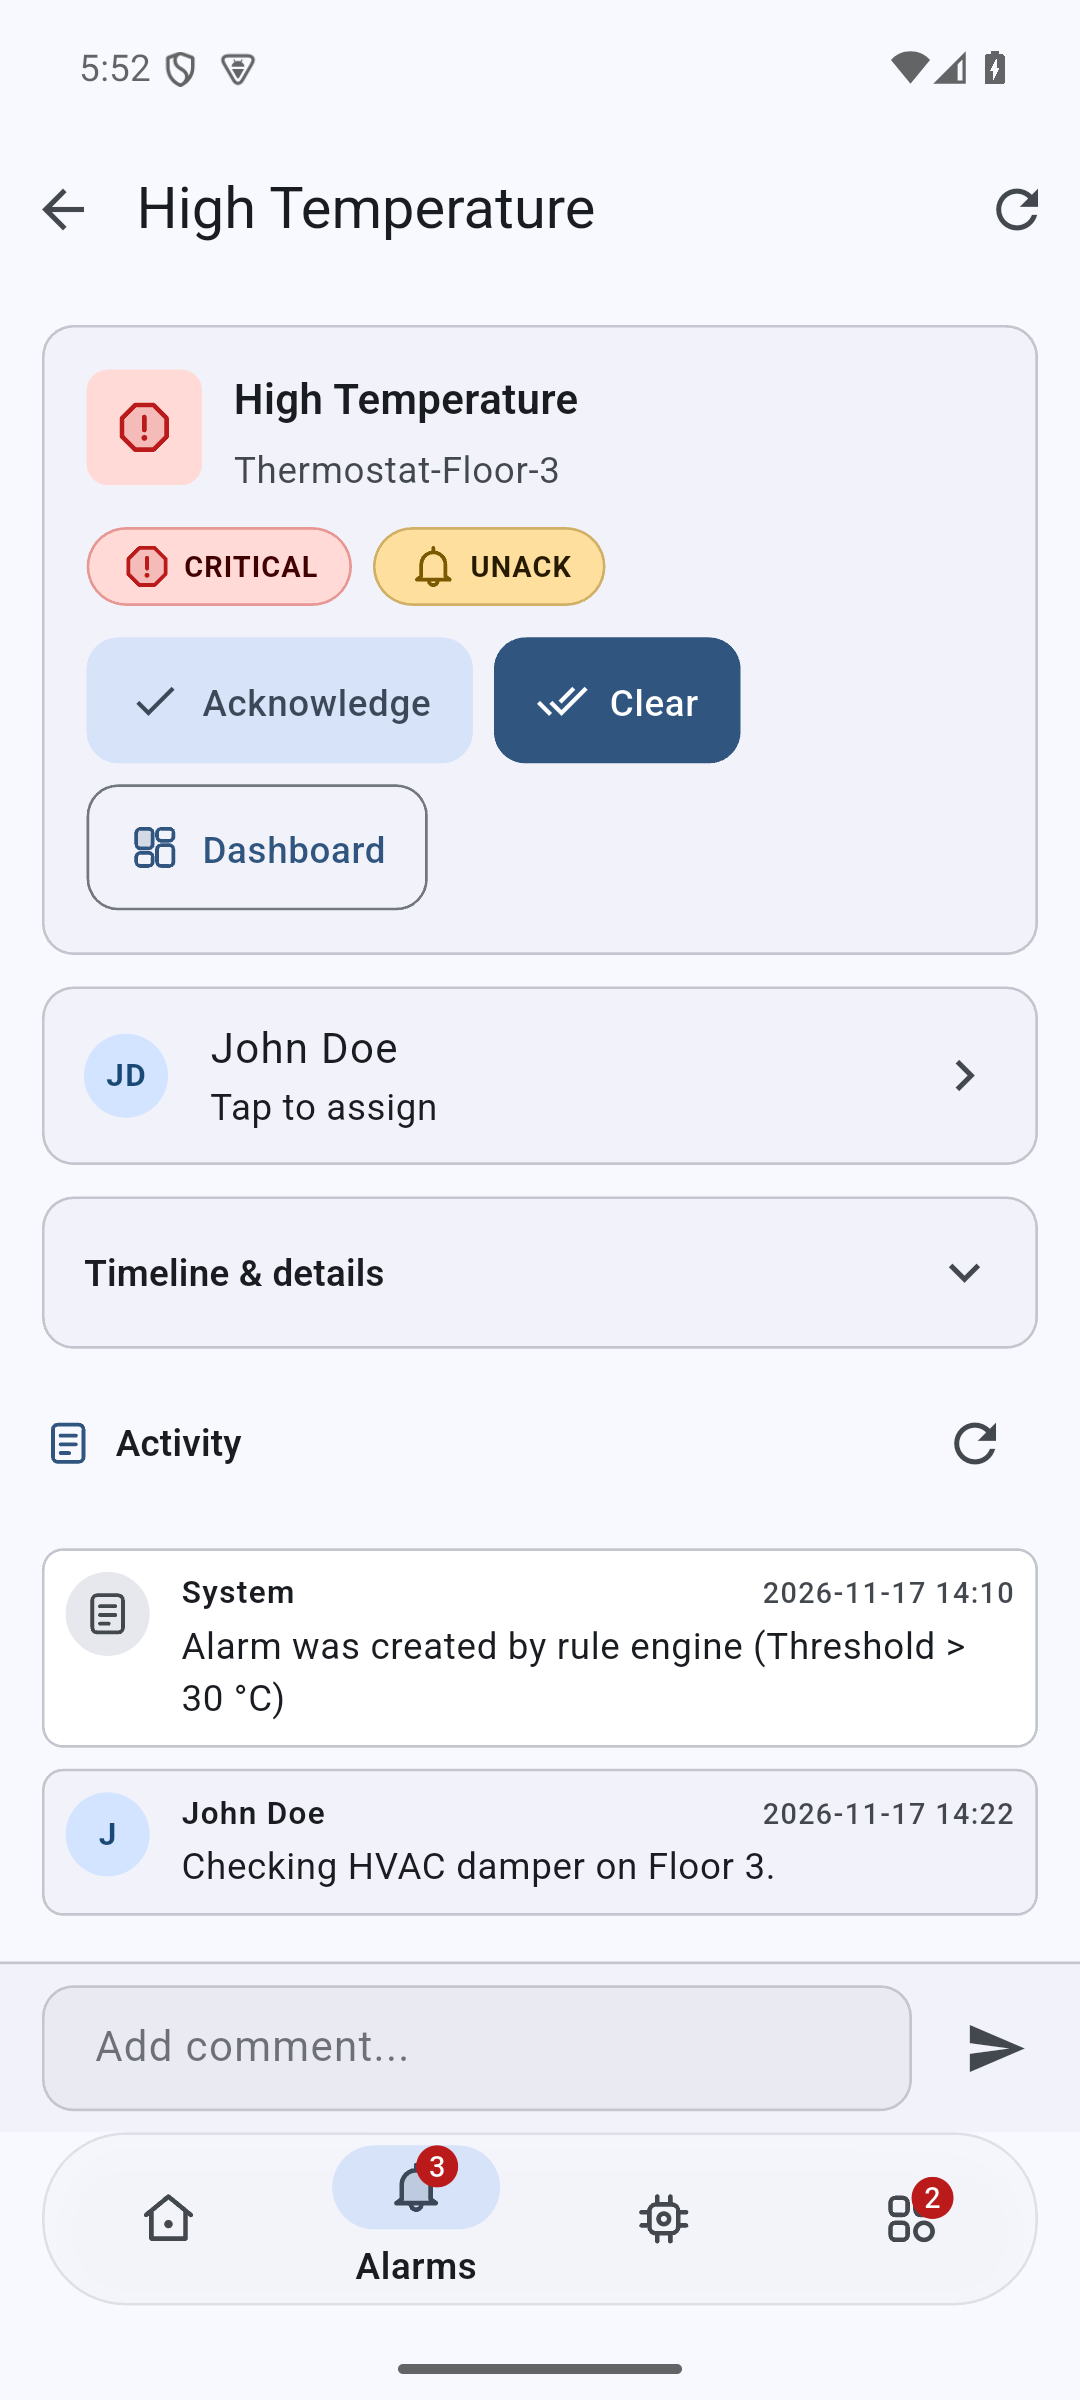 5:52
High Temperature
High Temperature
Thermostat-Floor-3
CRITICAL
UNACK
Acknowledge
Clear
Dashboard
JD
John Doe
Tap to assign
Timeline & details
Activity
System
2026-11-17 14:10
Alarm was created by rule engine (Threshold >
30 °C)
J
John Doe
2026-11-17 14:22
Checking HVAC damper on Floor 3.
Add comment...
3
2
Alarms